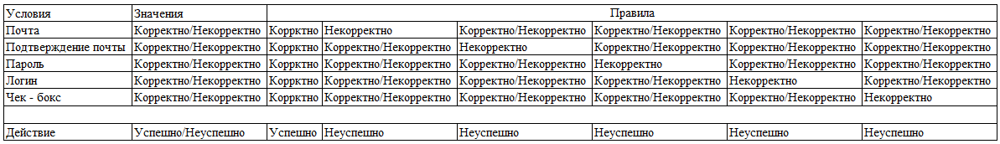 Условия Значения Правила
Почта Корректно/Некорректно Коррктно Некорректно Корректно/Некорректно Корректно/Некорректно Корректно/Некорректно Корректно/Некорректно
Подтверждение почты Корректно/Некорректно Коррктно Корректно/Некорректно Некорректно Корректно/Некорректно Корректно/Некорректно Корректно/Некорректно
Пароль Корректно/Некорректно Коррктно Корректно/Некорректно Корректно/Некорректно Некорректно Корректно/Некорректно Корректно/Некорректно
Логин Корректно/Некорректно Коррктно Корректно/Некорректно Корректно/Некорректно Корректно/Некорректно Некорректно Корректно/Некорректно
Чек - бокс Корректно/Некорректно Коррктно Корректно/Некорректно Корректно/Некорректно Корректно/Некорректно Корректно/Некорректно Некорректно
Действие Успешно/Неуспешно Успешно Неуспешно Неуспешно Неуспешно Неуспешно Неуспешно